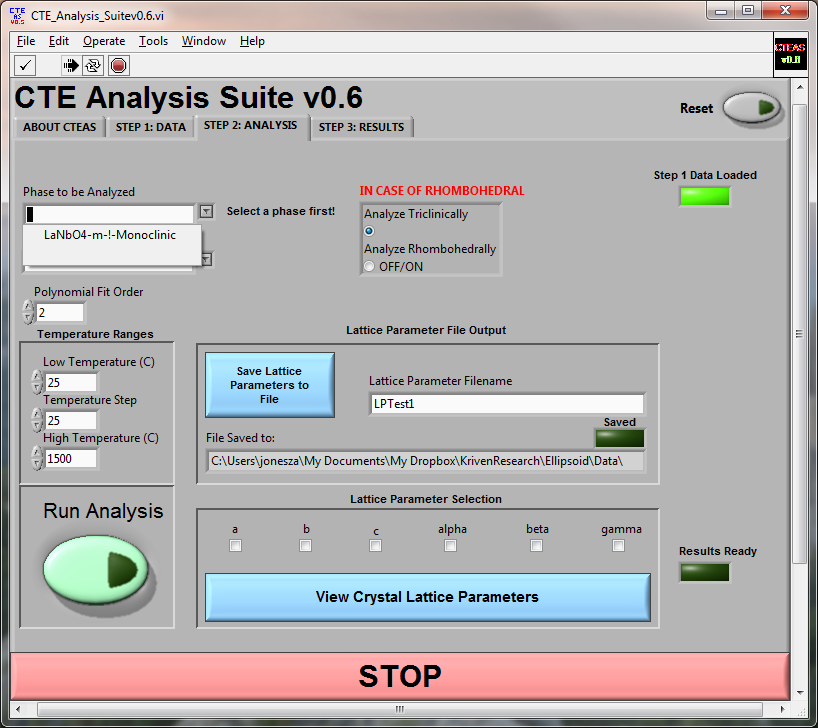 CTE
AS
V0.5
CTE_Analysis_Suitev0.6.vi
File Edit Operate Tools Window Help
CTEAS
v0.II
CTE Analysis Suite v0.6
Reset
ABOUT CTEAS STEP 1: DATA STEP 2: ANALYSIS STEP 3: RESULTS
Step 1 Data Loaded
Phase to be Analyzed
IN CASE OF RHOMBOHEDRAL
Select a phase first!
Analyze Triclinically
LaNbO4-m-!-Monoclinic
Analyze Rhombohedrally
OFF/ON
Polynomial Fit Order
2
Temperature Ranges
Lattice Parameter File Output
Low Temperature (C)
25
Temperature Step
25
High Temperature (C)
1500
Save Lattice
Parameters to
File
Lattice Parameter Filename
LPTest1
Saved
File Saved to:
C:\Users\jonesza\My Documents\My Dropbox\KrivenResearch\Ellipsoid\Data\
Run Analysis
Lattice Parameter Selection
a b c alpha beta gamma
Results Ready
View Crystal Lattice Parameters
STOP